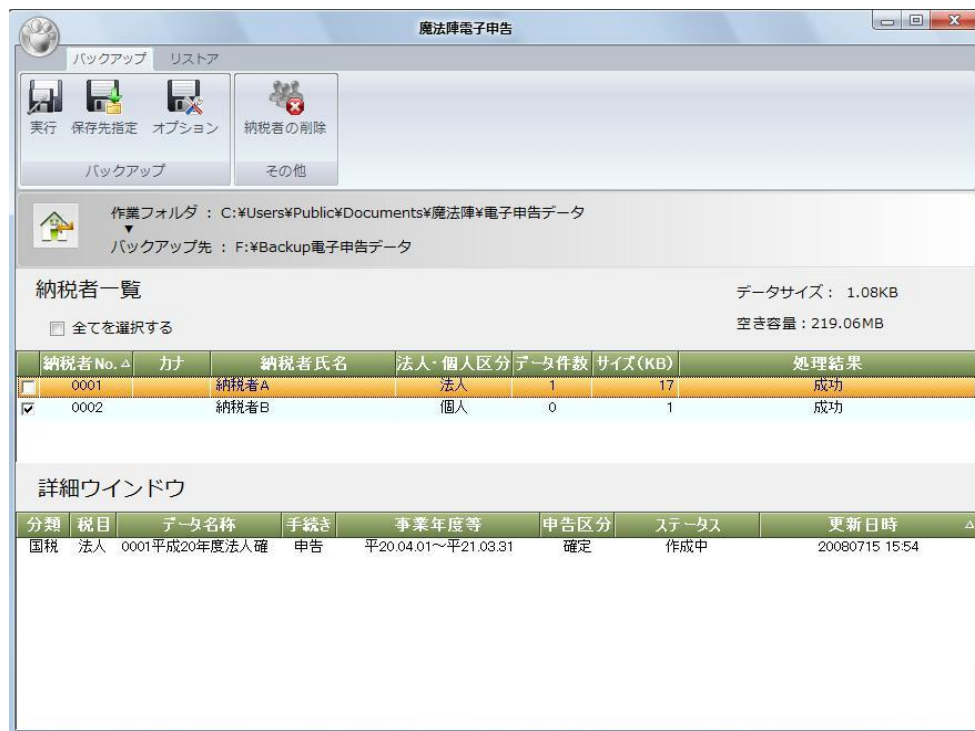 魔法陣電子申告
バックアップ リストア
実行 保存先指定 オプション 納税者の削除
バックアップ その他
作業フォルダ : C:¥Users¥Public¥Documents¥魔法陣¥電子申告データ
▼
バックアップ先 : F:¥Backup電子申告データ
納税者一覧
データサイズ: 1.08KB
全てを選択する
空き容量:219.06MB
納税者No.△ カナ 納税者氏名 法人・個人区分 データ件数 サイズ(KB) 処理結果
0001 納税者A 法人 1 17 成功
0002 納税者B 個人 0 1 成功
詳細ウインドウ
分類 税目 データ名称 手続き 事業年度等 申告区分 ステータス 更新日時 △
国税 法人 0001平成20年度法人確 申告 平20.04.01~平21.03.31 確定 作成中 20080715 15:54